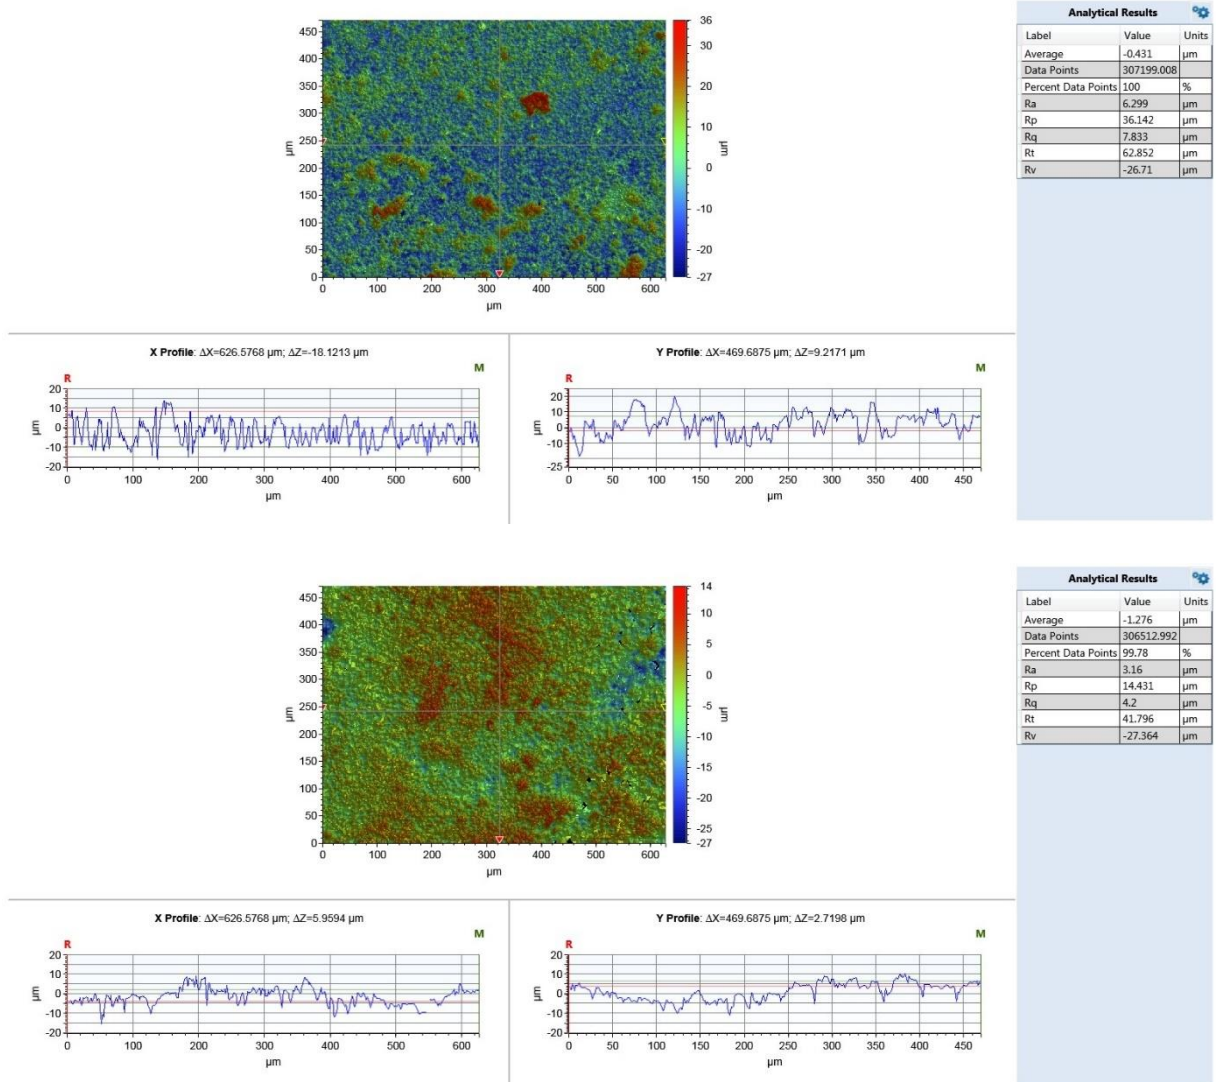 Analytical Results
Label Value Units
Average -0.431 µm
Data Points 307199.008
Percent Data Points 100 %
Ra 6.299 µm
Rp 36.142 µm
Rq 7.833 µm
Rt 62.852 µm
Rv -26.71 µm
450
400
350
300
250
200
150
100
50
0
µm
0 100 200 300 400 500 600
µm
36
30
20
10
0
-10
-20
-27
µm
X Profile: ΔX=626.5768 µm; ΔZ=-18.1213 µm
R M
20
10
0
-10
-20
µm
0 100 200 300 400 500 600
µm
Y Profile: ΔX=469.6875 µm; ΔZ=9.2171 µm
R M
20
10
0
-10
-25
µm
0 50 100 150 200 250 300 350 400 450
µm
Analytical Results
Label Value Units
Average -1.276 µm
Data Points 306512.992
Percent Data Points 99.78 %
Ra 3.16 µm
Rp 14.431 µm
Rq 4.2 µm
Rt 41.796 µm
Rv -27.364 µm
450
400
350
300
250
200
150
100
50
0
µm
0 100 200 300 400 500 600
µm
14
10
5
0
-5
-10
-15
-20
-25
-27
µm
X Profile: ΔX=626.5768 µm; ΔZ=5.9594 µm
R M
20
10
0
-10
-20
µm
0 100 200 300 400 500 600
µm
Y Profile: ΔX=469.6875 µm; ΔZ=2.7198 µm
R M
20
10
0
-10
-20
µm
0 50 100 150 200 250 300 350 400 450
µm